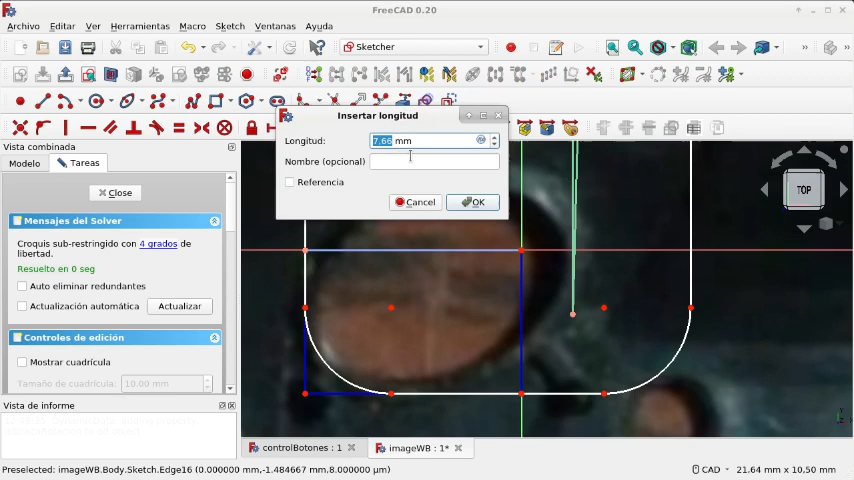 FreeCAD 0.20
Archivo Editar Ver Herramientas Macro Sketch Ventanas Ayuda
Sketcher
Insertar longitud
Longitud: 7.66 mm
Nombre (opcional)
Referencia
Cancel OK
Vista combinada
Modelo Tareas
Close
Mensajes del Solver
Croquis sub-restringido con 4 grados de
libertad.
Resuelto en 0 seg
Auto eliminar redundantes
Actualización automática Actualizar
Controles de edición
Mostrar cuadrícula
Tamaño de cuadrícula: 10.00 mm
Vista de informe
TOP
controlBotones : 1 imageWB : 1*
Preselected: imageWB.Body.Sketch.Edge16 (0.000000 mm,-1.484667 mm,8.000000 μm) CAD 21.64 mm x 10,50 mm